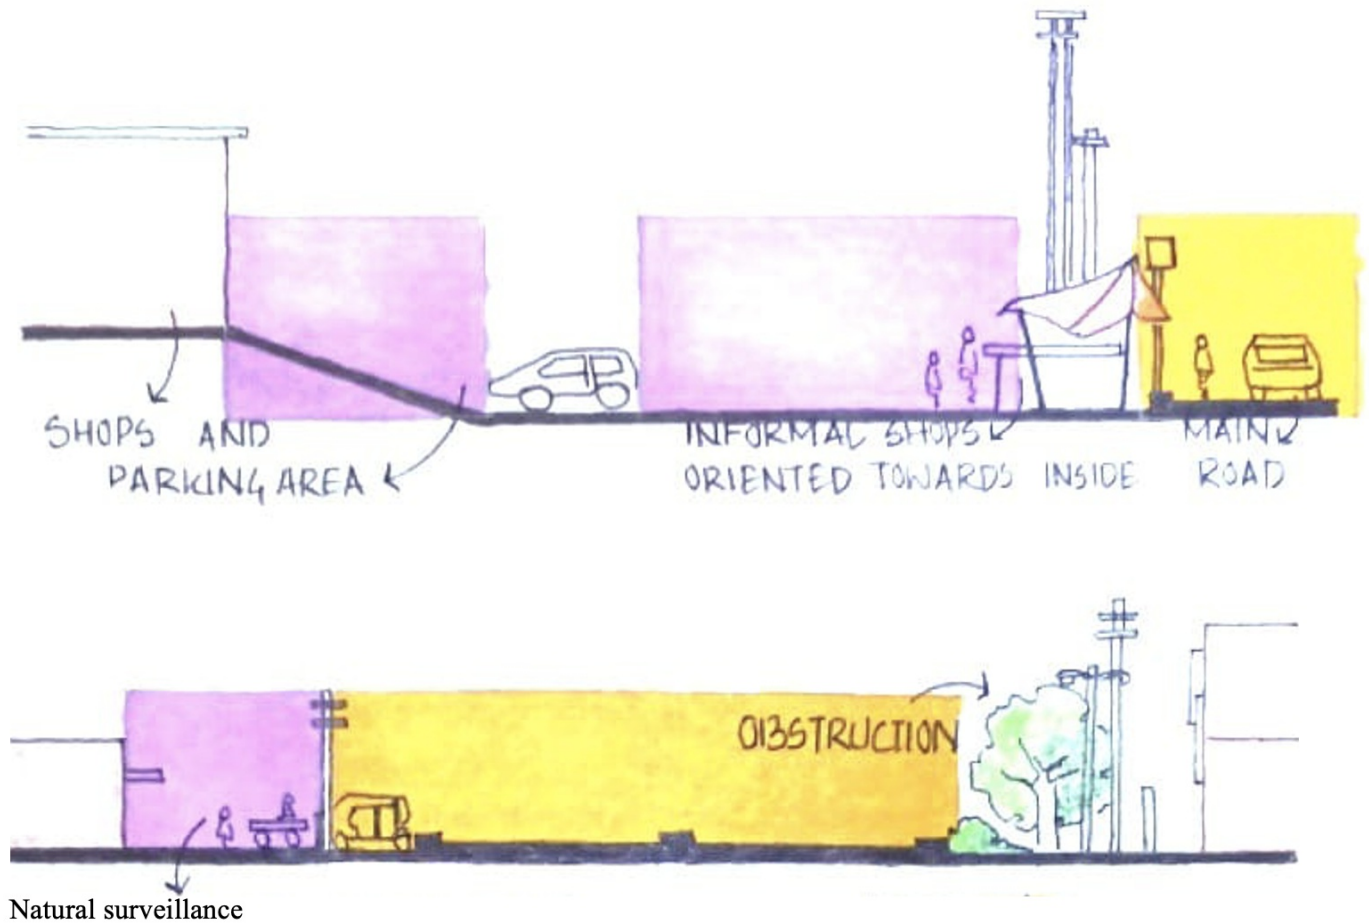 SHOPS AND
PARKING AREA
INFORMAL SHOPS
ORIENTED TOWARDS INSIDE
MAIN
ROAD
OBSTRUCTION
Natural surveillance